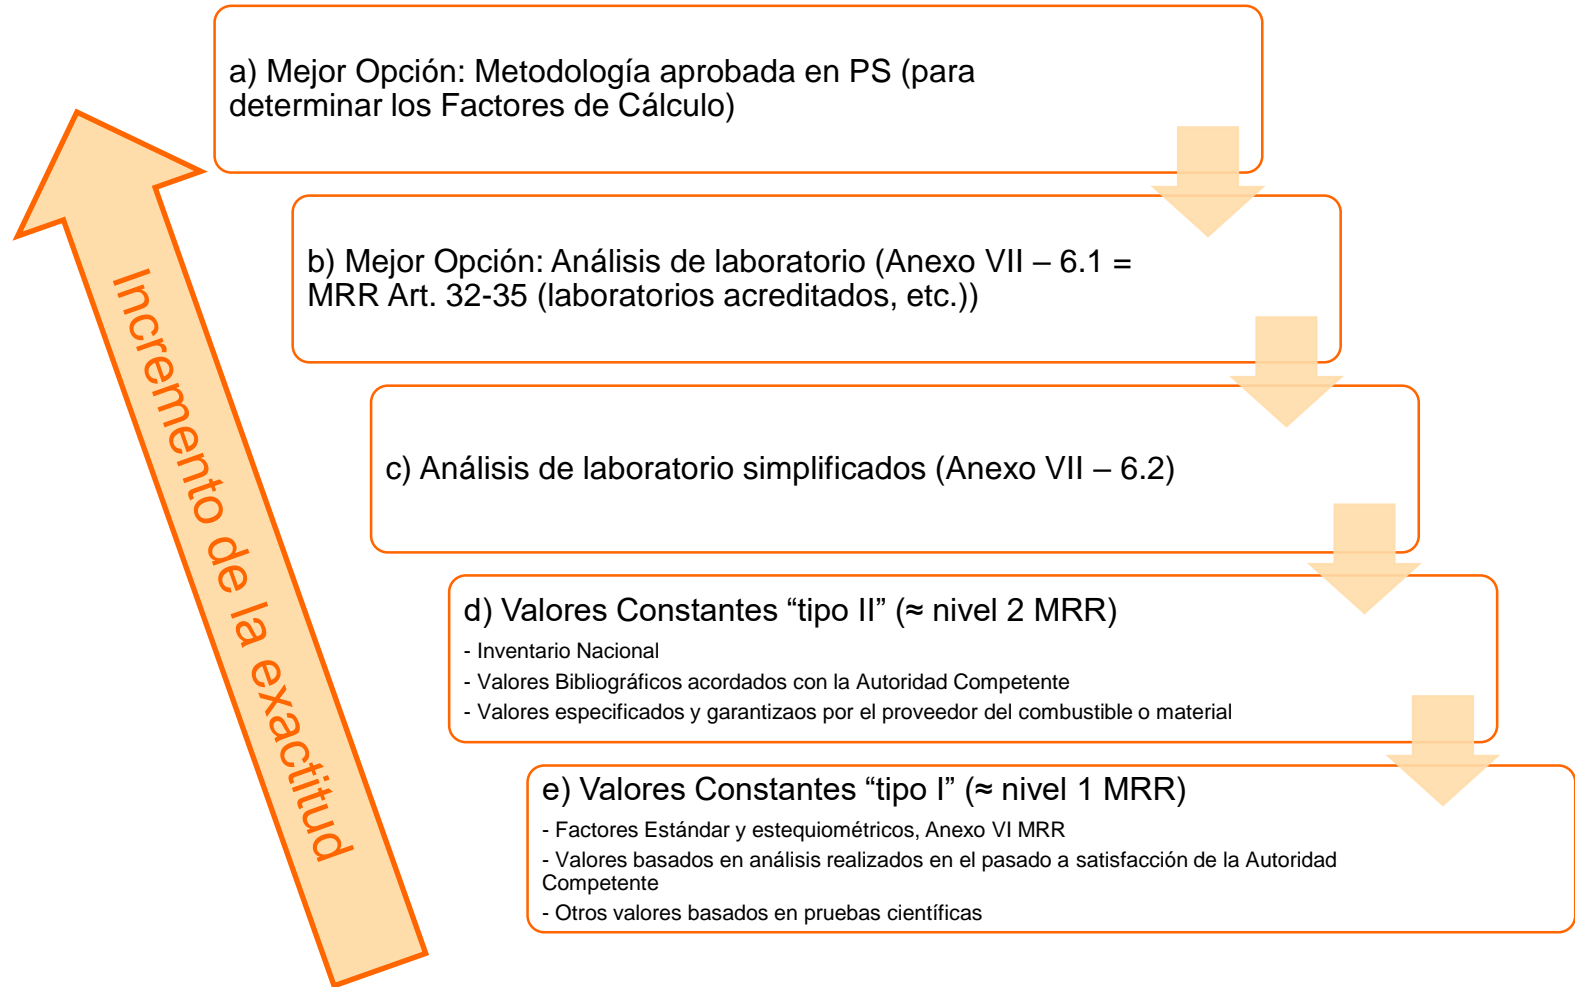 a) Mejor Opción: Metodología aprobada en PS (para
determinar los Factores de Cálculo)
b) Mejor Opción: Análisis de laboratorio (Anexo VII – 6.1 =
MRR Art. 32-35 (laboratorios acreditados, etc.))
c) Análisis de laboratorio simplificados (Anexo VII – 6.2)
d) Valores Constantes “tipo II” (≈ nivel 2 MRR)
- Inventario Nacional
- Valores Bibliográficos acordados con la Autoridad Competente
- Valores especificados y garantizaos por el proveedor del combustible o material
e) Valores Constantes “tipo I” (≈ nivel 1 MRR)
- Factores Estándar y estequiométricos, Anexo VI MRR
- Valores basados en análisis realizados en el pasado a satisfacción de la Autoridad
Competente
- Otros valores basados en pruebas científicas
Incremento de la exactitud